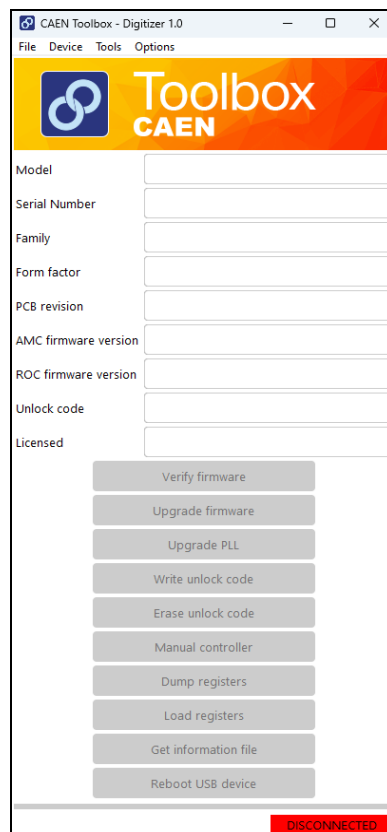 CAEN Toolbox - Digitizer 1.0
File Device Tools Options
Toolbox
CAEN
Model
Serial Number
Family
Form factor
PCB revision
AMC firmware version
ROC firmware version
Unlock code
Licensed
Verify firmware
Upgrade firmware
Upgrade PLL
Write unlock code
Erase unlock code
Manual controller
Dump registers
Load registers
Get information file
Reboot USB device
DISCONNECTED